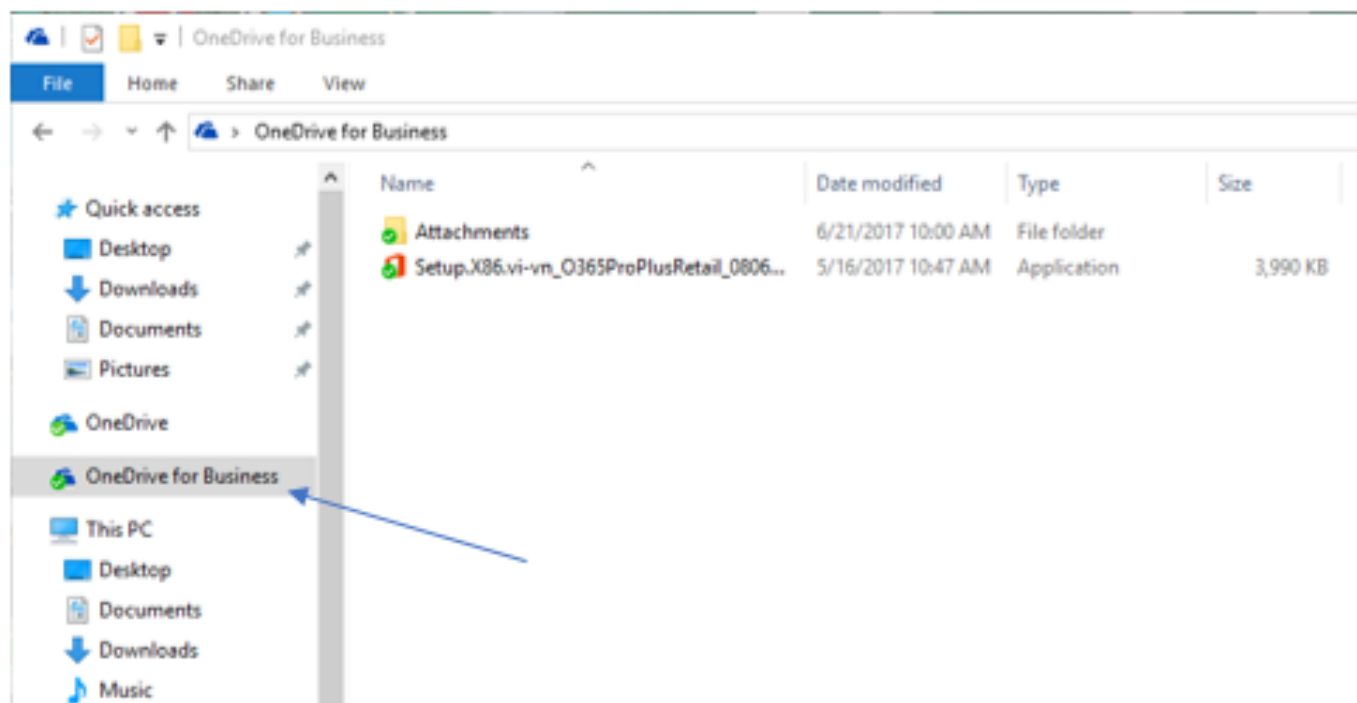 OneDrive for Business
File Home Share View
OneDrive for Business
Name Date modified Type Size
Quick access
Desktop
Downloads
Documents
Pictures
OneDrive
OneDrive for Business
This PC
Desktop
Documents
Downloads
Music
Attachments 6/21/2017 10:00 AM File folder
Setup.X86.vi-vn_O365ProPlusRetail_0806... 5/16/2017 10:47 AM Application 3,990 KB